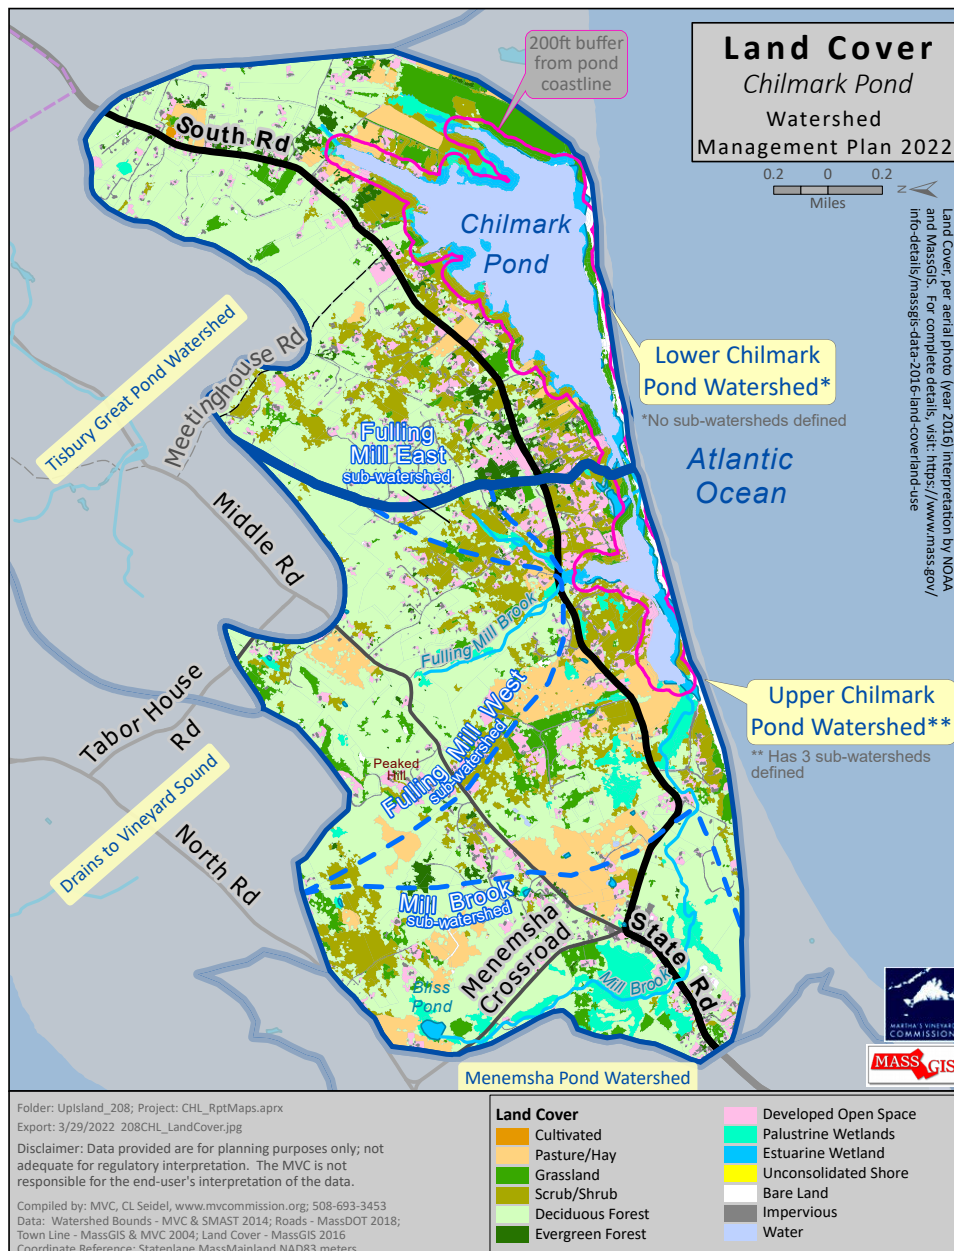 Land Cover
Chilmark Pond
Watershed
Management Plan 2022
0.2 0 0.2
Miles
N
200ft buffer
from pond
coastline
South Rd
Chilmark
Pond
Land Cover, per aerial photo (year 2016) interpretation by NOAA
and MassGIS. For complete details, visit: https://www.mass.gov/
info-details/massgis-data-2016-land-coverland-use
Tisbury Great Pond Watershed
Meetinghouse Rd
Lower Chilmark
Pond Watershed*
*No sub-watersheds defined
Fulling
Mill East
sub-watershed
Atlantic
Ocean
Middle Rd
Fulling Mill Brook
Tabor House
Rd
Upper Chilmark
Pond Watershed**
** Has 3 sub-watersheds
defined
Fulling Mill West
sub-watershed
Peaked
Hill
Drains to Vineyard Sound
North Rd
Mill Brook
sub-watershed
Menemsha
Crossroad
State Rd
Mill Brook
Bliss
Pond
MARTHA'S VINEYARD
COMMISSION
MASS GIS
Menemsha Pond Watershed
Folder: UpIsland_208; Project: CHL_RptMaps.aprx
Export: 3/29/2022 208CHL_LandCover.jpg
Disclaimer: Data provided are for planning purposes only; not
adequate for regulatory interpretation. The MVC is not
responsible for the end-user's interpretation of the data.
Compiled by: MVC, CL Seidel, www.mvcommission.org; 508-693-3453
Data: Watershed Bounds - MVC & SMAST 2014; Roads - MassDOT 2018;
Town Line - MassGIS & MVC 2004; Land Cover - MassGIS 2016
Coordinate Reference: Stateplane MassMainland NAD83 meters
Land Cover
Cultivated
Pasture/Hay
Grassland
Scrub/Shrub
Deciduous Forest
Evergreen Forest
Developed Open Space
Palustrine Wetlands
Estuarine Wetland
Unconsolidated Shore
Bare Land
Impervious
Water